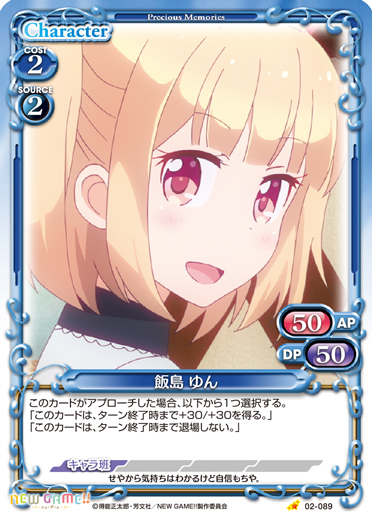 Precious Memories
Character
COST
2
SOURCE
2
50 AP
DP 50
飯島 ゆん
このカードがアプローチした場合、以下から1つ選択する。
「このカードは、ターン終了時まで+30/+30を得る。」
「このカードは、ターン終了時まで退場しない。」
キャラ班
せやから気持ちはわかるけど自信もちや。
NEW GAME!!
©得能正太郎・芳文社/NEW GAME!!製作委員会
02-089